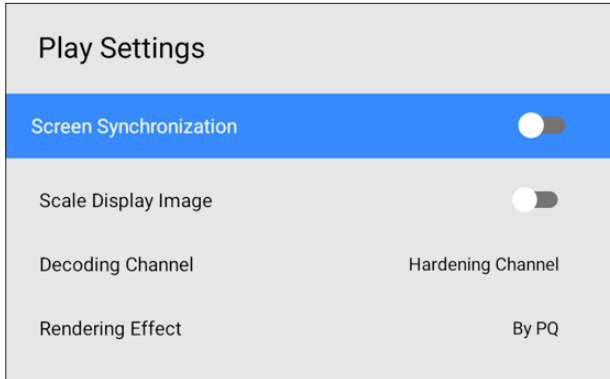 Play Settings
Screen Synchronization
Scale Display Image
Decoding Channel Hardening Channel
Rendering Effect By PQ